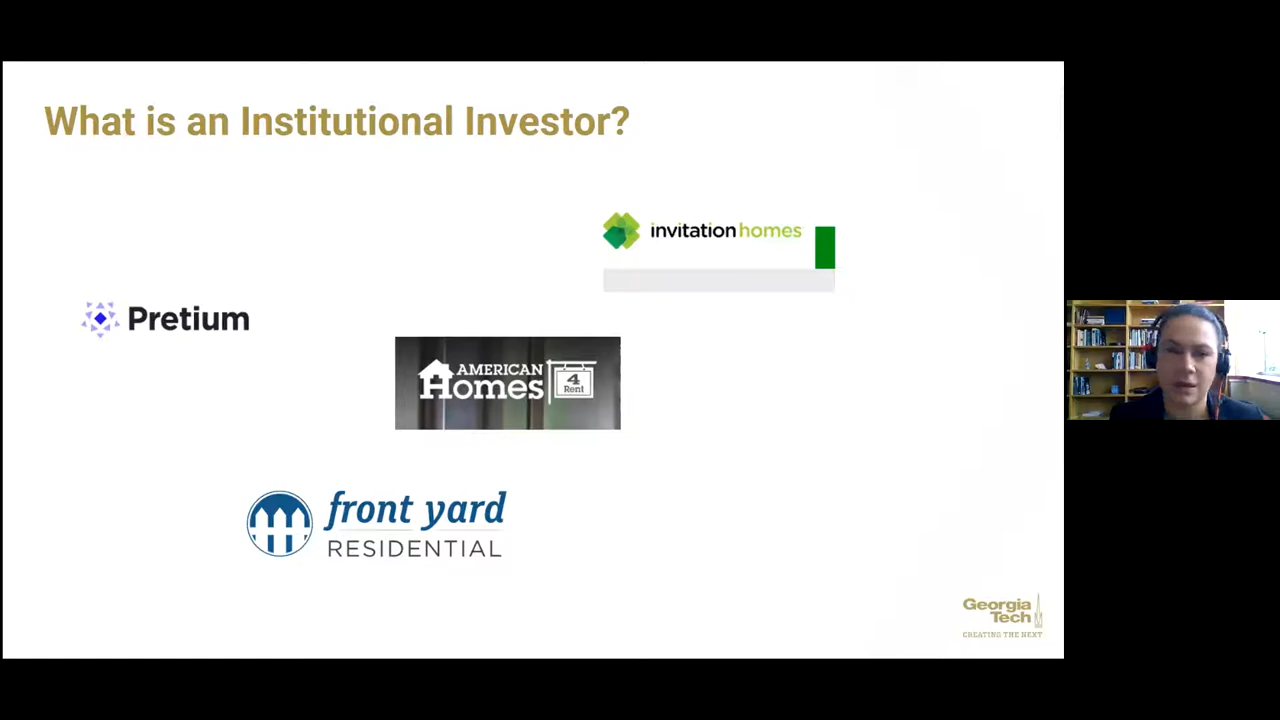 What is an Institutional Investor?
invitation homes
Pretium
AMERICAN
Homes
4
Rent
front yard
RESIDENTIAL
Georgia
Tech
CREATING THE NEXT